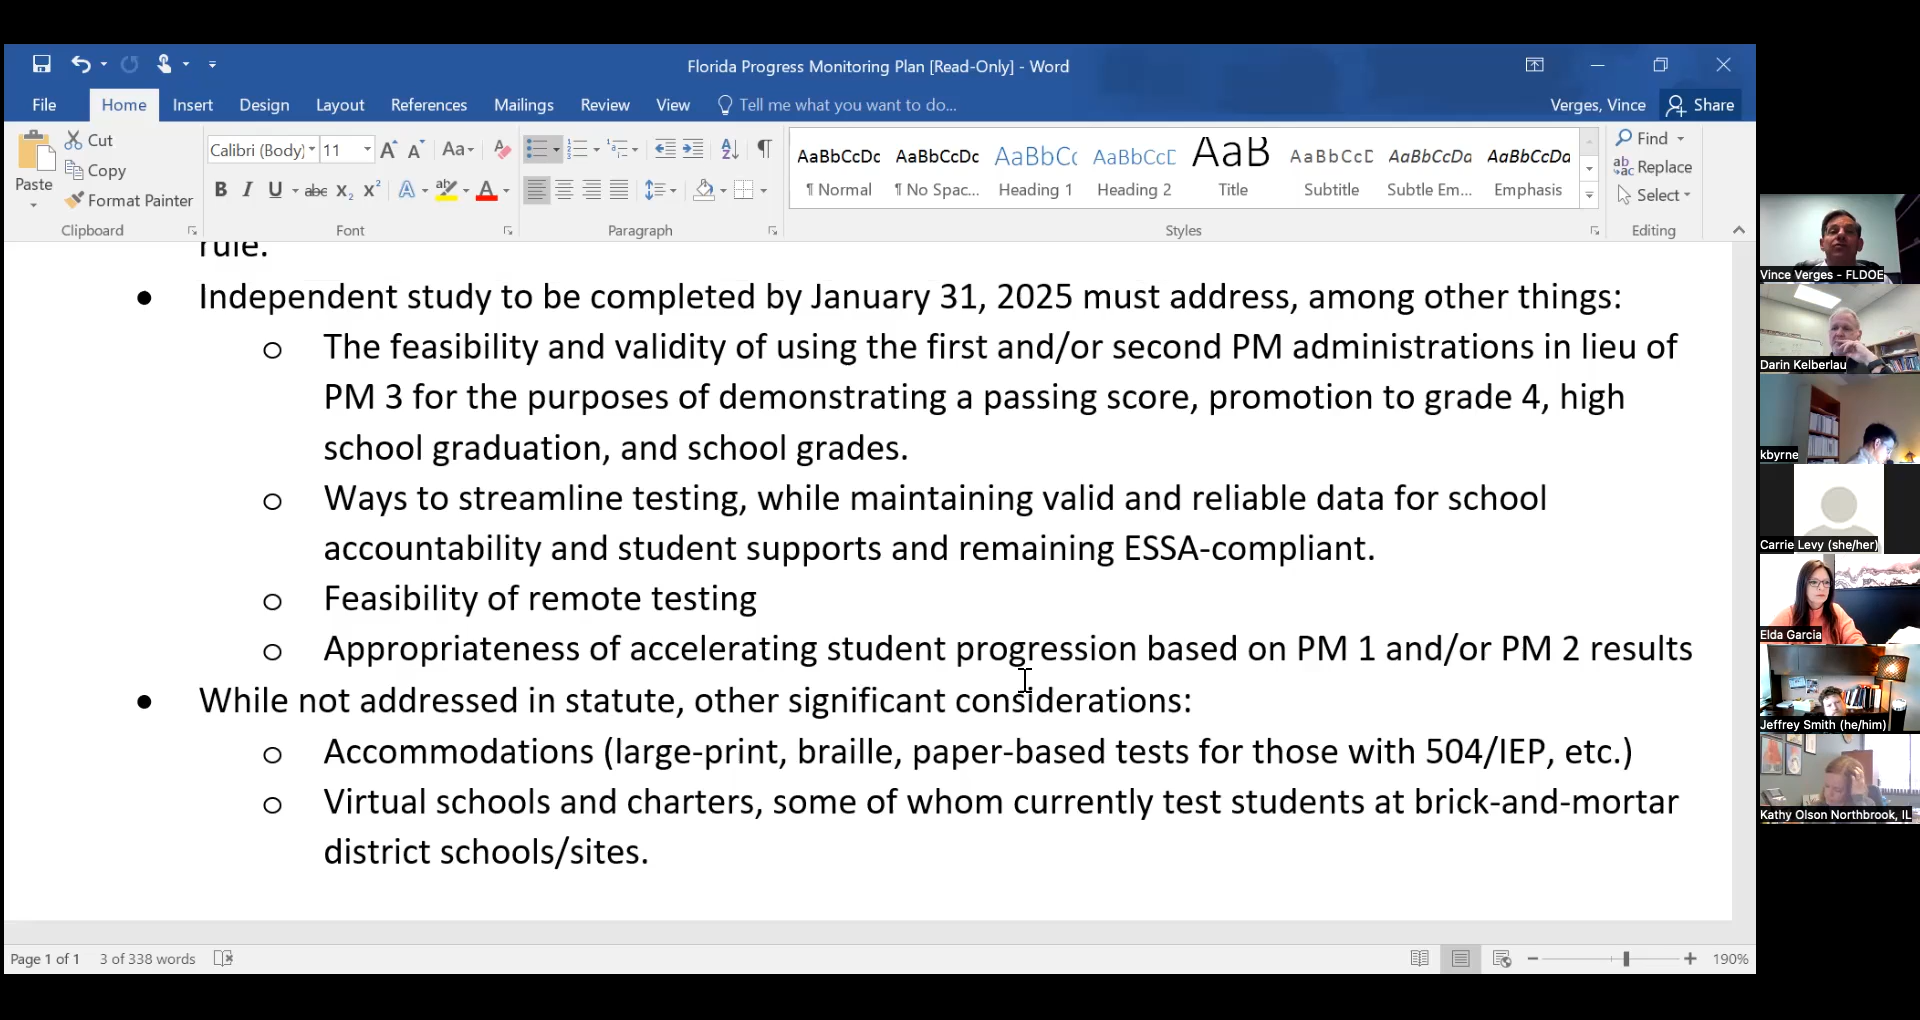 Florida Progress Monitoring Plan [Read-Only] - Word
File Home Insert Design Layout References Mailings Review View Tell me what you want to do... Verges, Vince Share
Paste
Cut
Copy
Format Painter
Clipboard
Calibri (Body) 11
Aa
B I U abc X₂ X² A ab A
Font
Paragraph
AaBbCcDc AaBbCcDc AaBbCc AaBbCcD AaB AaBbCcD AaBbCcDa AaBbCcDa
¶ Normal ¶ No Spac... Heading 1 Heading 2 Title Subtitle Subtle Em... Emphasis
Styles
Find
Replace
Select
Editing
rule.
• Independent study to be completed by January 31, 2025 must address, among other things:
o The feasibility and validity of using the first and/or second PM administrations in lieu of
PM 3 for the purposes of demonstrating a passing score, promotion to grade 4, high
school graduation, and school grades.
o Ways to streamline testing, while maintaining valid and reliable data for school
accountability and student supports and remaining ESSA-compliant.
o Feasibility of remote testing
o Appropriateness of accelerating student progression based on PM 1 and/or PM 2 results
• While not addressed in statute, other significant considerations:
o Accommodations (large-print, braille, paper-based tests for those with 504/IEP, etc.)
o Virtual schools and charters, some of whom currently test students at brick-and-mortar
district schools/sites.
Page 1 of 1 3 of 338 words 190%
Vince Verges - FLDOE
Darin Kelberlau
kbyrne
Carrie Levy (she/her)
Elda Garcia
Jeffrey Smith (he/him)
Kathy Olson Northbrook, IL